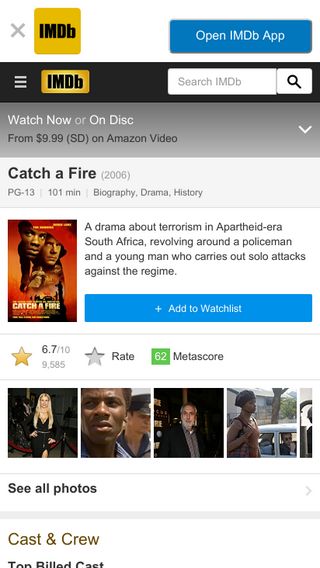 IMDb
Open IMDb App
IMDb
Search IMDb
Watch Now or On Disc
From $9.99 (SD) on Amazon Video
Catch a Fire (2006)
PG-13 | 101 min | Biography, Drama, History
CATCH A FIRE
A drama about terrorism in Apartheid-era
South Africa, revolving around a policeman
and a young man who carries out solo attacks
against the regime.
+ Add to Watchlist
6.7/10
9,585
Rate
62 Metascore
See all photos
Cast & Crew
Top Billed Cast